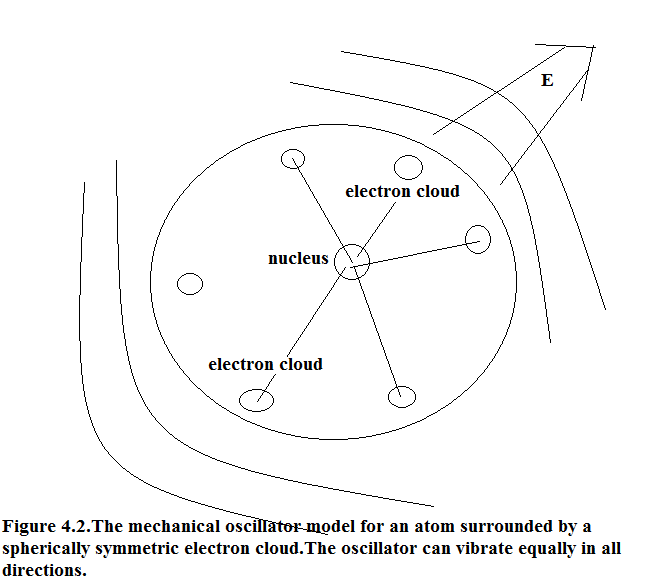 E
electron cloud
nucleus
electron cloud
Figure 4.2.The mechanical oscillator model for an atom surrounded by a
spherically symmetric electron cloud.The oscillator can vibrate equally in all
directions.